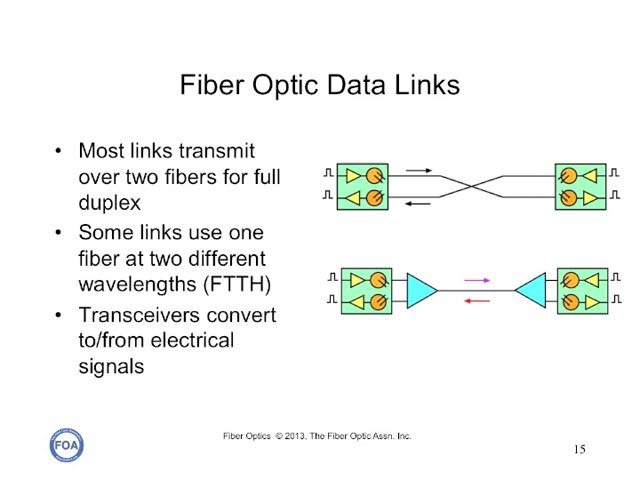 Fiber Optic Data Links
• Most links transmit
over two fibers for full
duplex
• Some links use one
fiber at two different
wavelengths (FTTH)
• Transceivers convert
to/from electrical
signals
Fiber Optics © 2013, The Fiber Optic Assn, Inc.
FOA
15